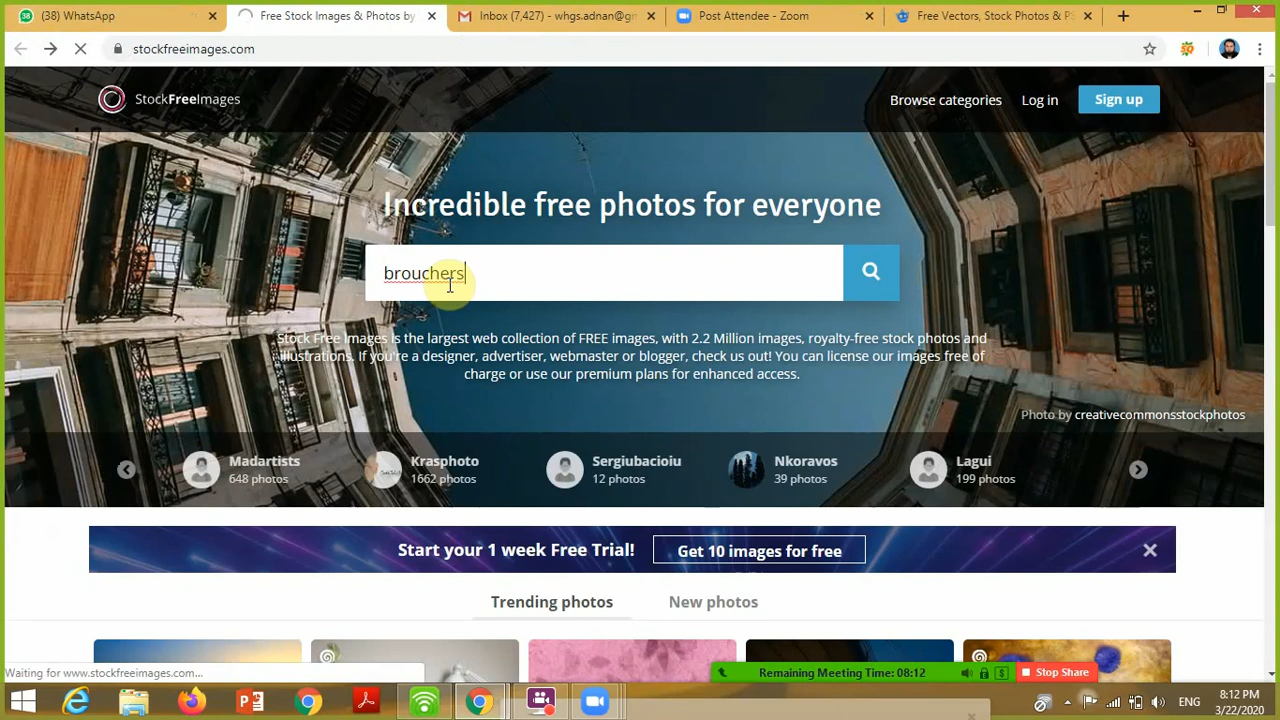 (38) WhatsApp
Free Stock Images & Photos by
Inbox (7,427) - whgs.adnan@gm
Post Attendee - Zoom
Free Vectors, Stock Photos & PS
stockfreeimages.com
StockFreeImages
Browse categories
Log in
Sign up
Incredible free photos for everyone
brouchers
Stock Free Images is the largest web collection of FREE images, with 2.2 Million images, royalty-free stock photos and
illustrations. If you're a designer, advertiser, webmaster or blogger, check us out! You can license our images free of
charge or use our premium plans for enhanced access.
Photo by creativecommonsstockphotos
Madartists
648 photos
Krasphoto
1662 photos
Sergiubacioiu
12 photos
Nkoravos
39 photos
Lagui
199 photos
Start your 1 week Free Trial!
Get 10 images for free
Trending photos
New photos
Waiting for www.stockfreeimages.com...
Remaining Meeting Time: 08:12
Stop Share
ENG
8:12 PM
3/22/2020